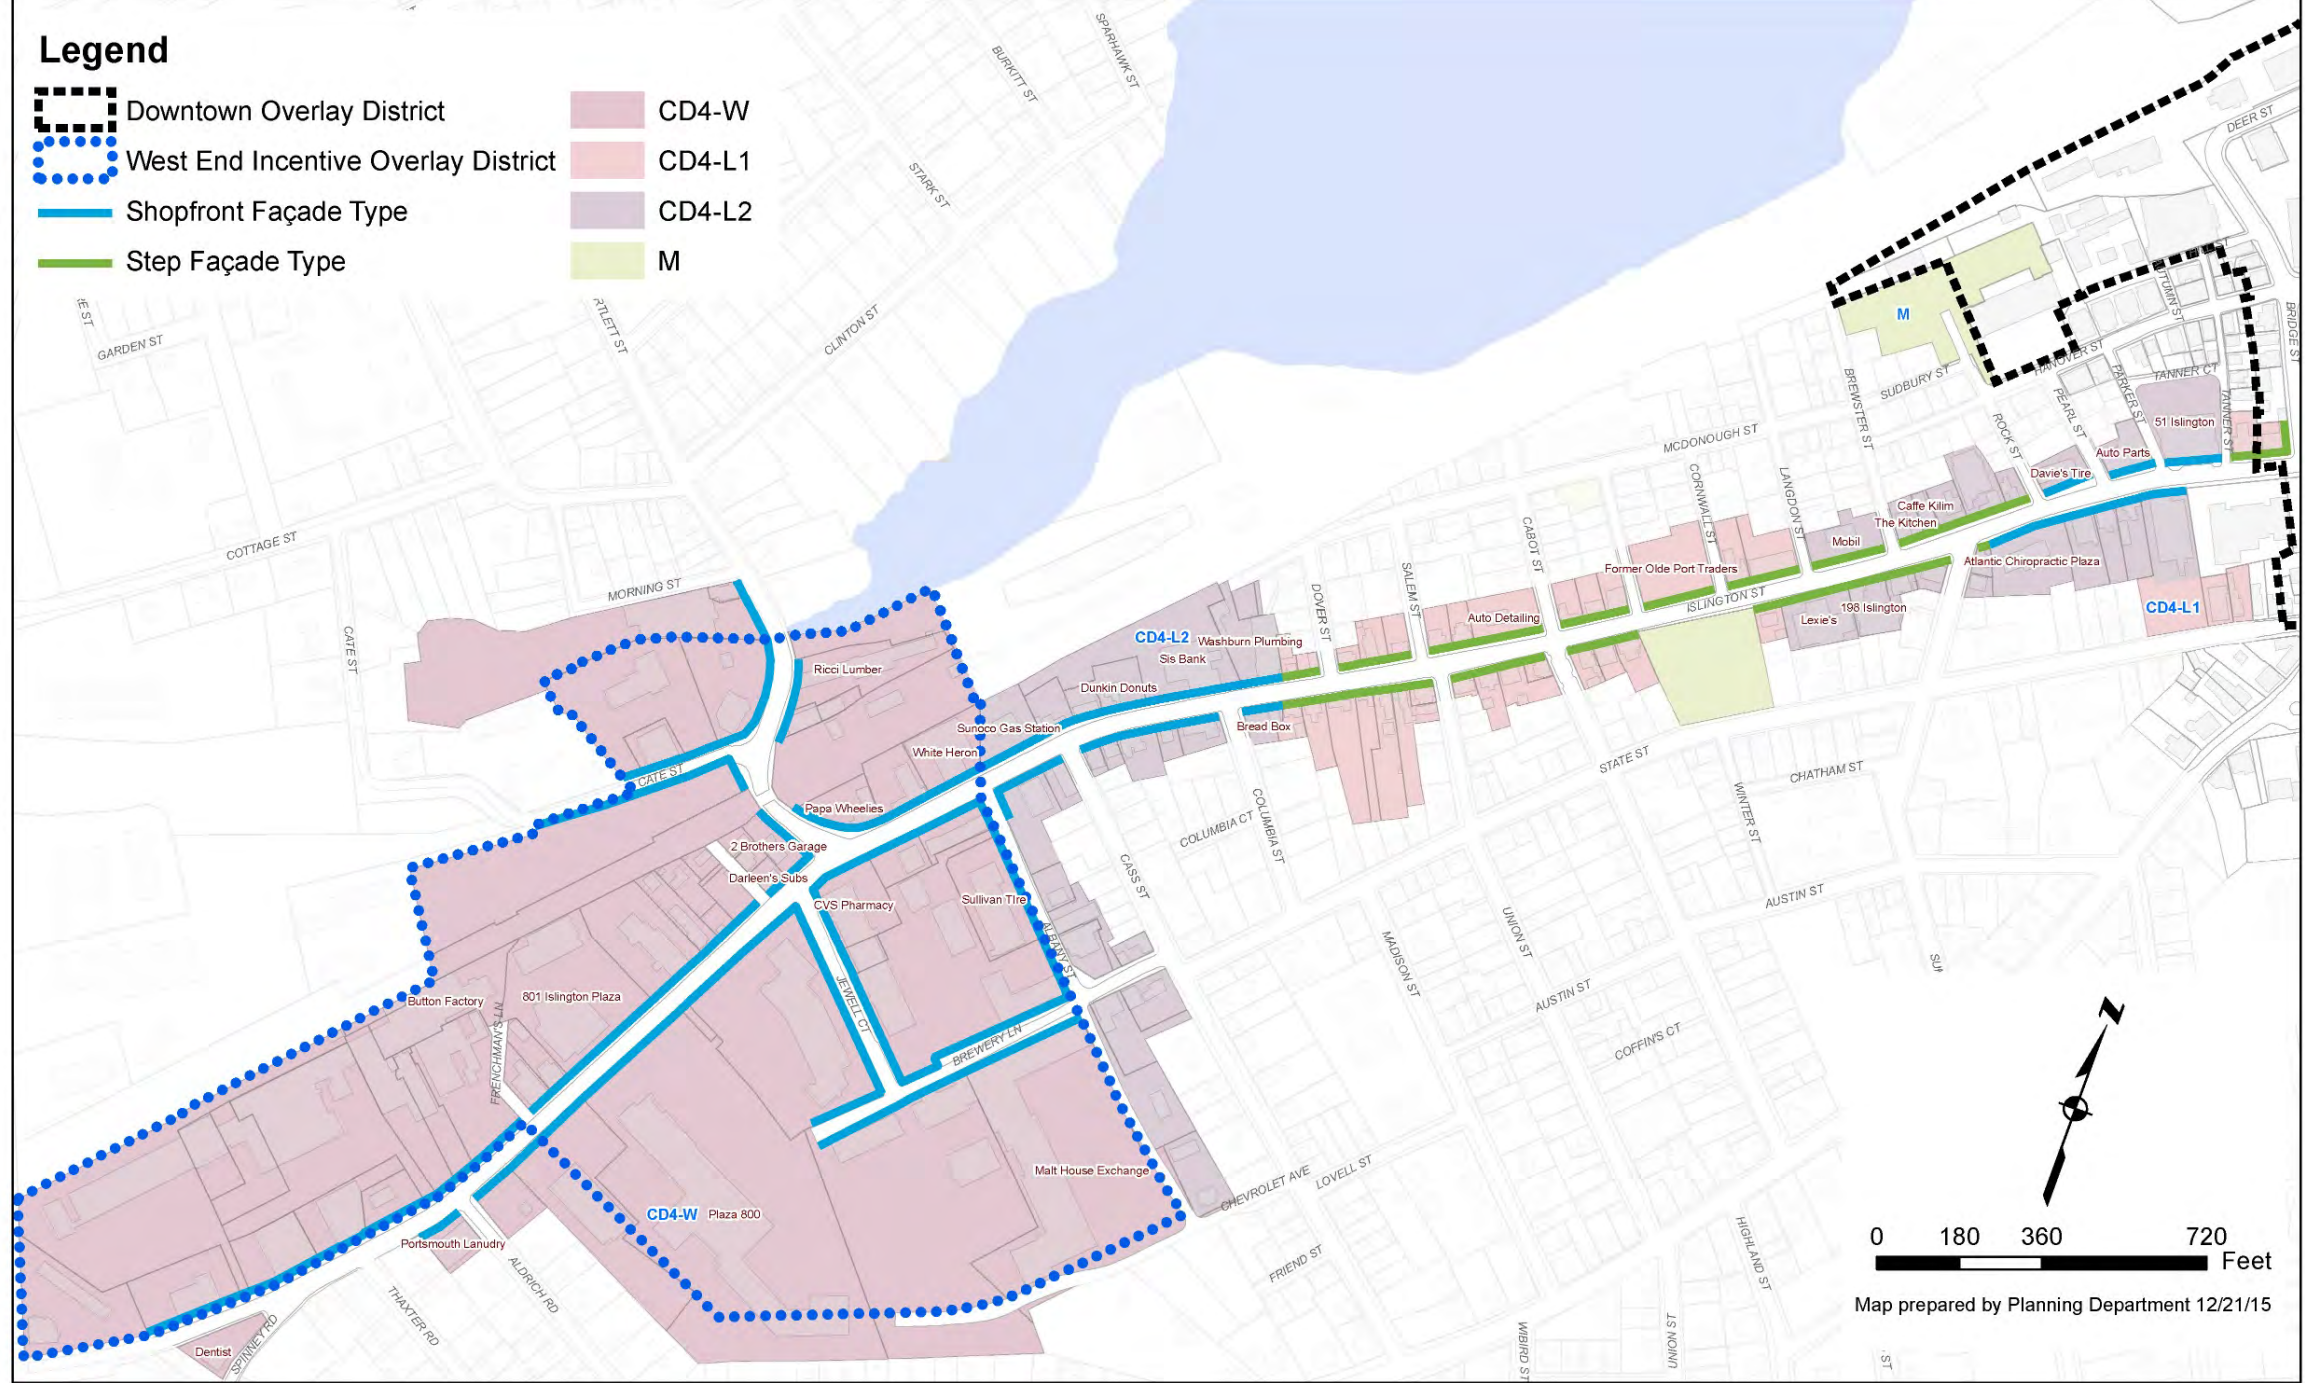 Legend
Downtown Overlay District
West End Incentive Overlay District
Shopfront Façade Type
Step Façade Type
CD4-W
CD4-L1
CD4-L2
M
SPARHAWK ST
BURKITT ST
STARK ST
CLINTON ST
GARDEN ST
COTTAGE ST
MORNING ST
CATE ST
CATE ST
DEER ST
BRIDGE ST
HANOVER ST
TANNER CT
TANNER ST
PARKER ST
PEARL ST
ROCK ST
SUDBURY ST
BREWSTER ST
MCDONOUGH ST
LANGDON ST
CORNWALL ST
CABOT ST
SALEM ST
DOVER ST
ISLINGTON ST
M
51 Islington
Auto Parts
Davie's Tire
Caffe Kilim
The Kitchen
Mobil
Atlantic Chiropractic Plaza
CD4-L1
Former Olde Port Traders
198 Islington
Lexie's
Auto Detailing
CD4-L2
Washburn Plumbing
Sis Bank
Dunkin Donuts
Bread Box
Sunoco Gas Station
White Heron
Ricci Lumber
Papa Wheelies
2 Brothers Garage
Darleen's Subs
CVS Pharmacy
Sullivan TIre
ALBANY ST
JEWELL CT
BREWERY LN
Button Factory
801 Islington Plaza
FRENCHMAN'S LN
Malt House Exchange
CD4-W
Plaza 800
Portsmouth Lanudry
Dentist
SPINNEY RD
THAXTER RD
ALDRICH RD
COLUMBIA CT
COLUMBIA ST
CASS ST
STATE ST
CHATHAM ST
WINTER ST
AUSTIN ST
UNION ST
MADISON ST
AUSTIN ST
COFFIN'S CT
CHEVROLET AVE
LOVELL ST
FRIEND ST
HIGHLAND ST
WIBIRD ST
UNION ST
N
0 180 360 720
Feet
Map prepared by Planning Department 12/21/15